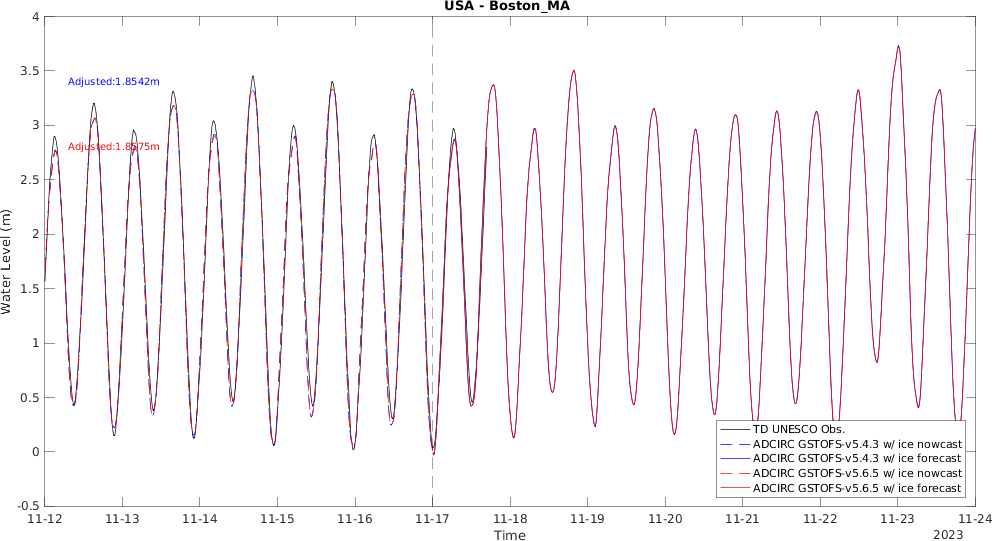 USA - Boston_MA
4
3.5
3
2.5
2
1.5
1
0.5
0
-0.5
Water Level (m)
Adjusted:1.8542m
Adjusted:1.8575m
TD UNESCO Obs.
ADCIRC GSTOFS-v5.4.3 w/ ice nowcast
ADCIRC GSTOFS-v5.4.3 w/ ice forecast
ADCIRC GSTOFS-v5.6.5 w/ ice nowcast
ADCIRC GSTOFS-v5.6.5 w/ ice forecast
11-12 11-13 11-14 11-15 11-16 11-17 11-18 11-19 11-20 11-21 11-22 11-23 11-24
Time
2023